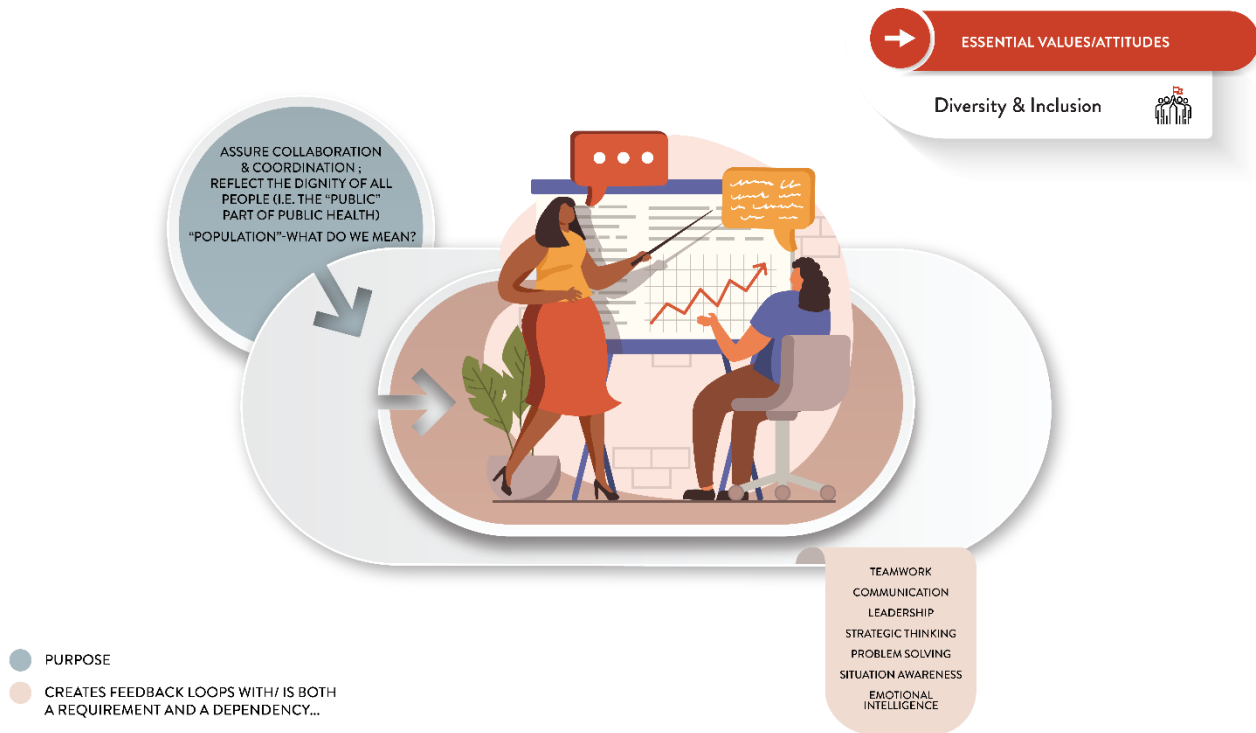 ESSENTIAL VALUES/ATTITUDES
Diversity & Inclusion
ASSURE COLLABORATION
& COORDINATION ;
REFLECT THE DIGNITY OF ALL
PEOPLE (I.E. THE “PUBLIC”
PART OF PUBLIC HEALTH)
“POPULATION”-WHAT DO WE MEAN?
TEAMWORK
COMMUNICATION
LEADERSHIP
STRATEGIC THINKING
PROBLEM SOLVING
SITUATION AWARENESS
EMOTIONAL
INTELLIGENCE
PURPOSE
CREATES FEEDBACK LOOPS WITH/ IS BOTH
A REQUIREMENT AND A DEPENDENCY...